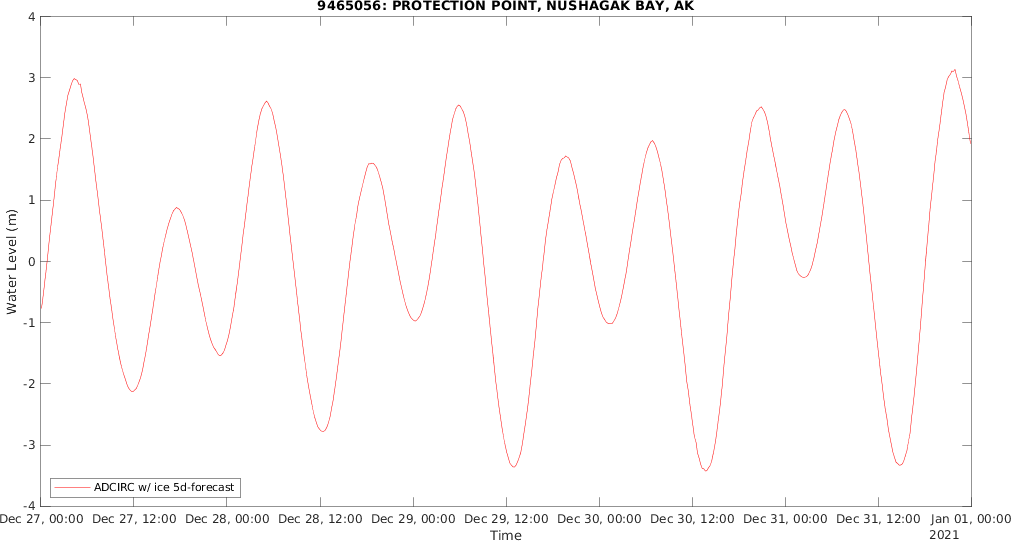 9465056: PROTECTION POINT, NUSHAGAK BAY, AK
4
3
2
1
0
-1
-2
-3
-4
Water Level (m)
ADCIRC w/ ice 5d-forecast
Dec 27, 00:00 Dec 27, 12:00 Dec 28, 00:00 Dec 28, 12:00 Dec 29, 00:00 Dec 29, 12:00 Dec 30, 00:00 Dec 30, 12:00 Dec 31, 00:00 Dec 31, 12:00 Jan 01, 00:00
Time
2021